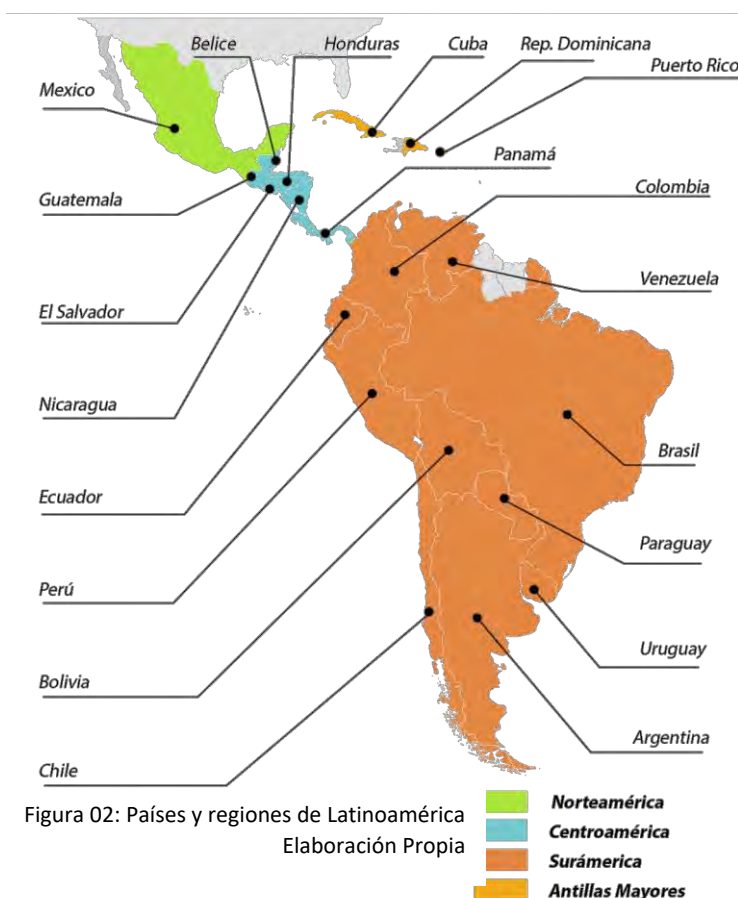 Belice
Honduras
Cuba
Rep. Dominicana
Puerto Rico
Mexico
Panamá
Colombia
Guatemala
Venezuela
El Salvador
Nicaragua
Brasil
Ecuador
Paraguay
Perú
Uruguay
Bolivia
Argentina
Chile
Figura 02: Países y regiones de Latinoamérica
Elaboración Propia
Norteamérica
Centroamérica
Surámerica
Antillas Mayores